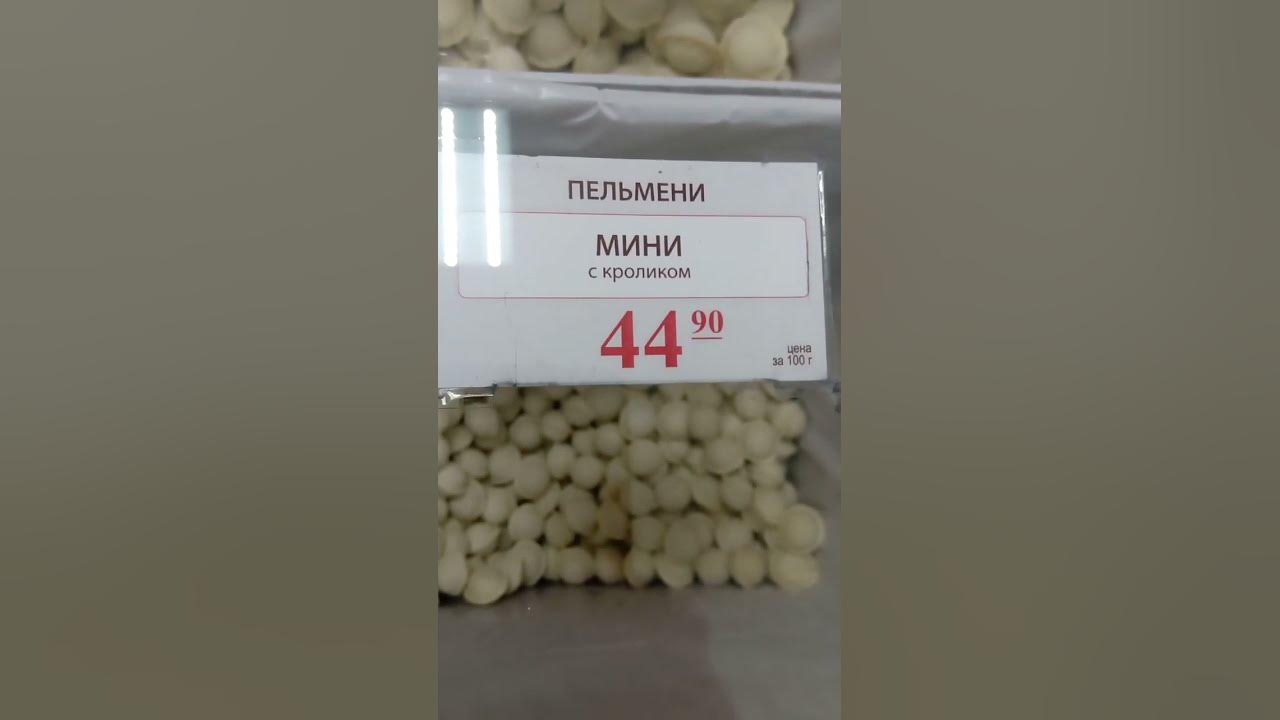 ПЕЛЬМЕНИ
МИНИ
с кроликом
44 90
цена
за 100 г